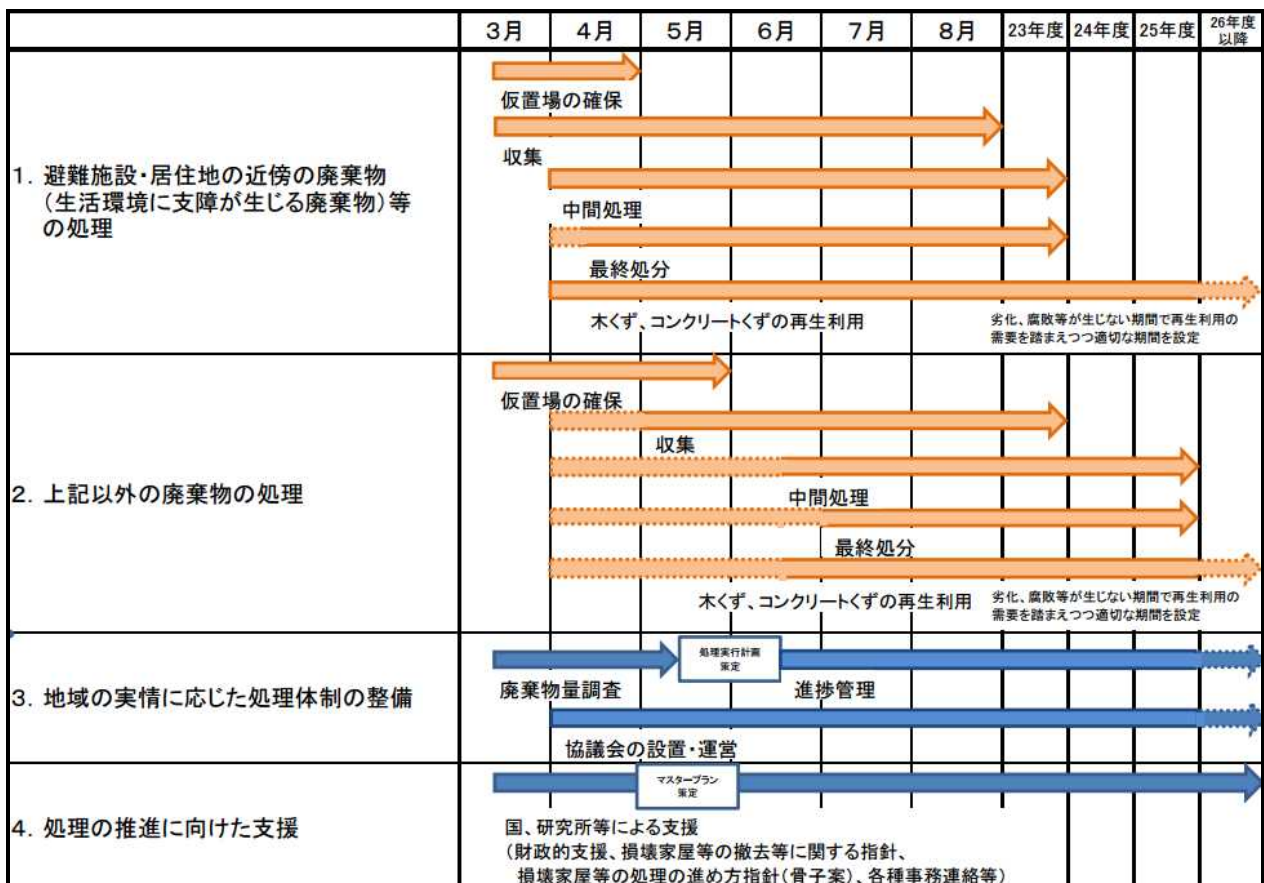 3月 4月 5月 6月 7月 8月 23年度 24年度 25年度 26年度
以降
1. 避難施設・居住地の近傍の廃棄物
(生活環境に支障が生じる廃棄物)等
の処理
仮置場の確保
収集
中間処理
最終処分
木くず、コンクリートくずの再生利用
劣化、腐敗等が生じない期間で再生利用の
需要を踏まえつつ適切な期間を設定
2. 上記以外の廃棄物の処理
仮置場の確保
収集
中間処理
最終処分
木くず、コンクリートくずの再生利用
劣化、腐敗等が生じない期間で再生利用の
需要を踏まえつつ適切な期間を設定
3. 地域の実情に応じた処理体制の整備
処理実行計画
策定
廃棄物量調査
進捗管理
協議会の設置・運営
4. 処理の推進に向けた支援
マスタープラン
策定
国、研究所等による支援
(財政的支援、損壊家屋等の撤去等に関する指針、
損壊家屋等の処理の進め方指針(骨子案)、各種事務連絡等)